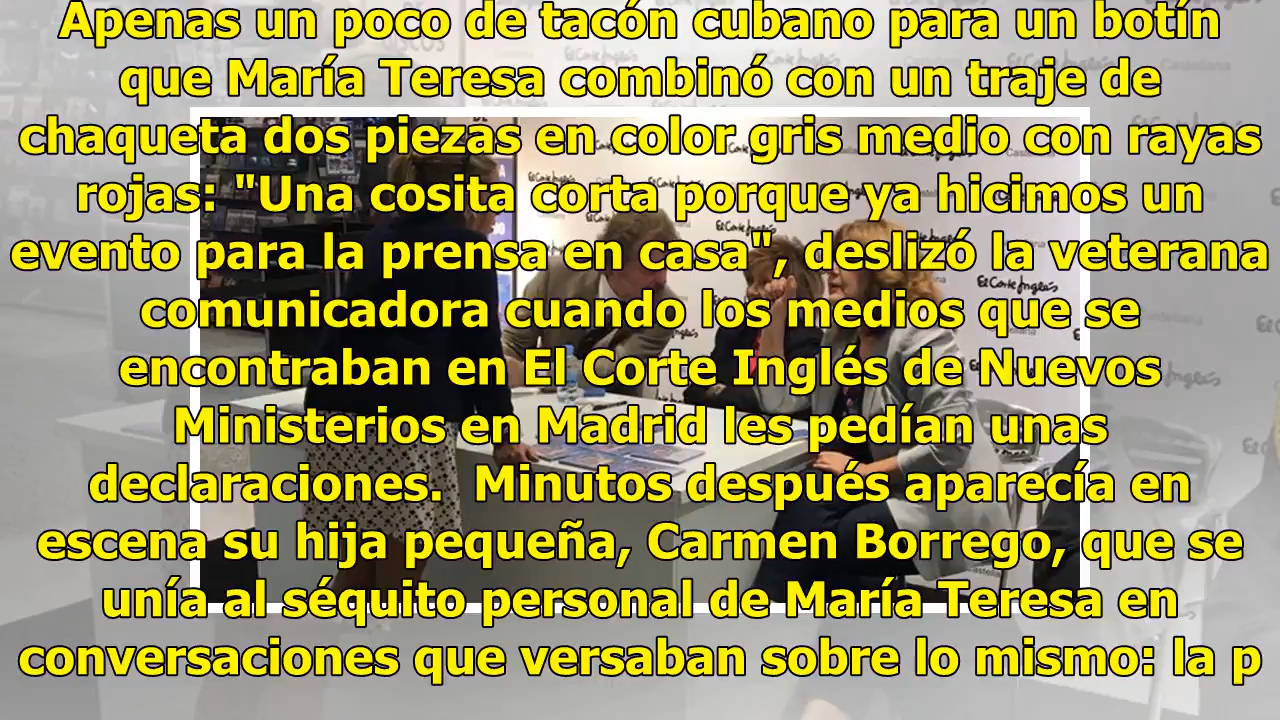 Apenas un poco de tacón cubano para un botín
que María Teresa combinó con un traje de
chaqueta dos piezas en color gris medio con rayas
rojas: "Una cosita corta porque ya hicimos un
evento para la prensa en casa", deslizó la veterana
comunicadora cuando los medios que se
encontraban en El Corte Inglés de Nuevos
Ministerios en Madrid les pedían unas
declaraciones.  Minutos después aparecía en
escena su hija pequeña, Carmen Borrego, que se
unía al séquito personal de María Teresa en
conversaciones que versaban sobre lo mismo: la p
El Corte Inglés